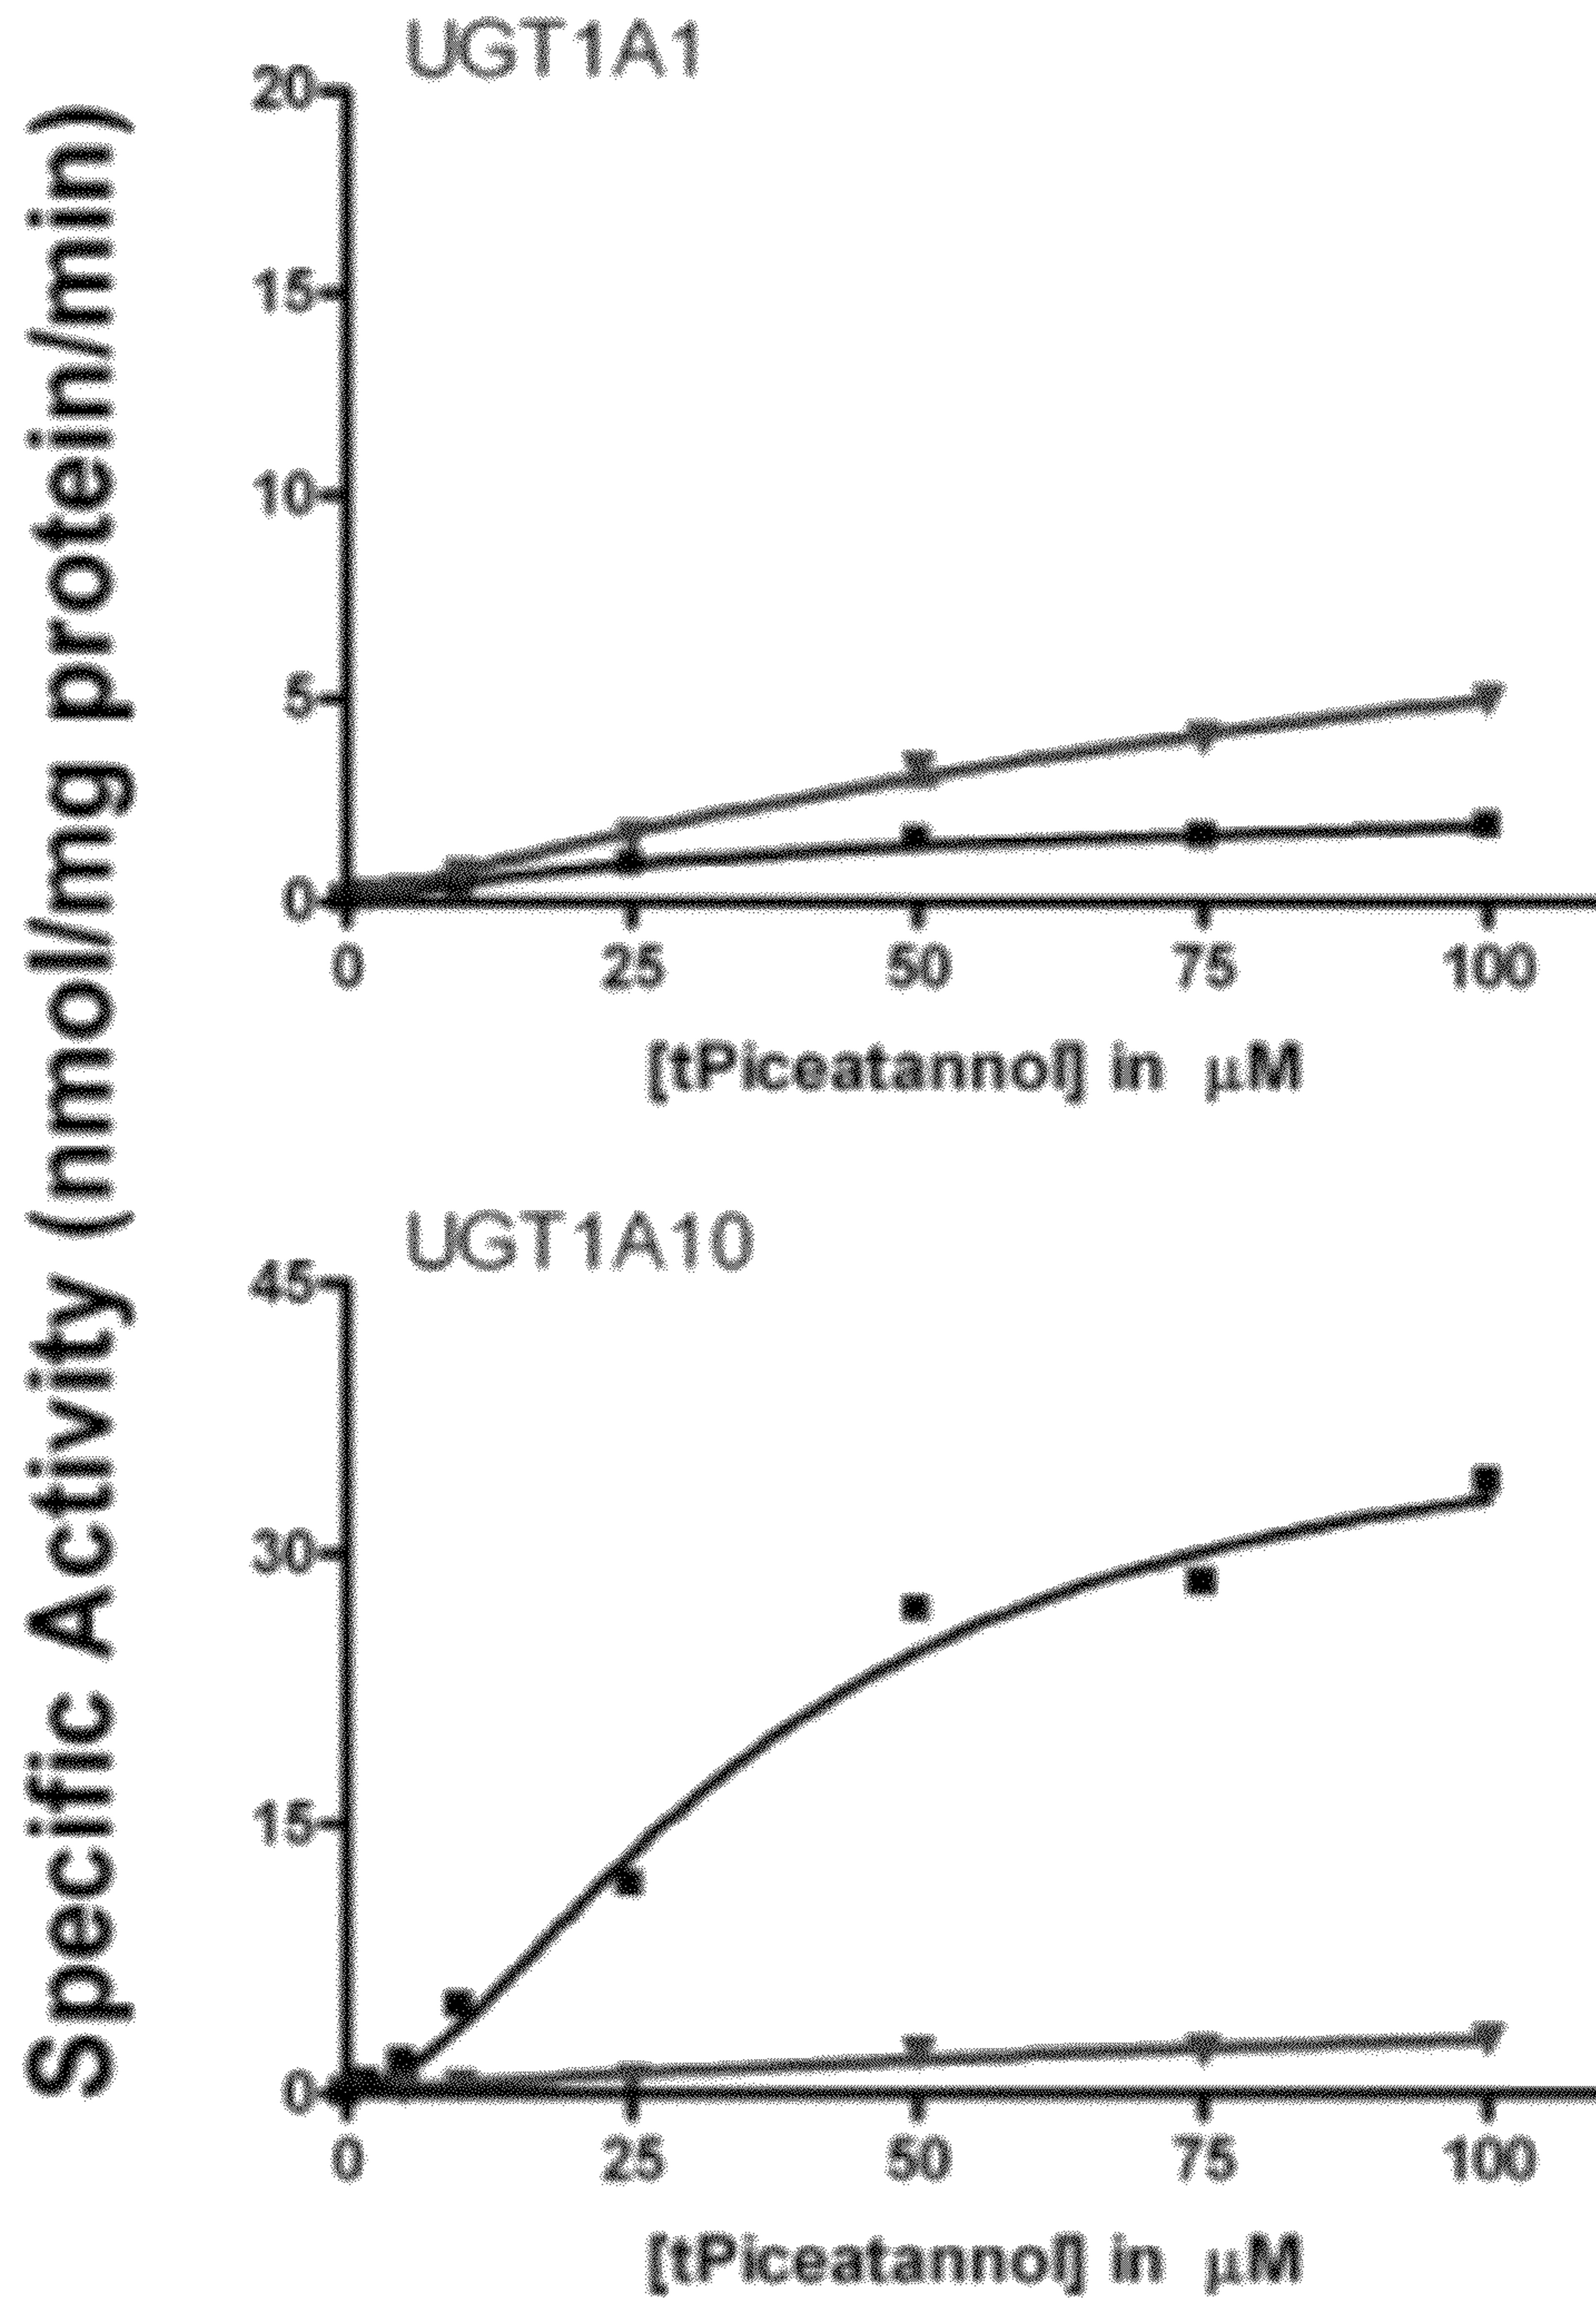 Specific Activity (nmol/mg protein/min)
UGT1A1
20
15
10
5
0
0 25 50 75 100
[tPiceatannol] in μM
UGT1A10
45
30
15
0
0 25 50 75 100
[tPiceatannol] in μM